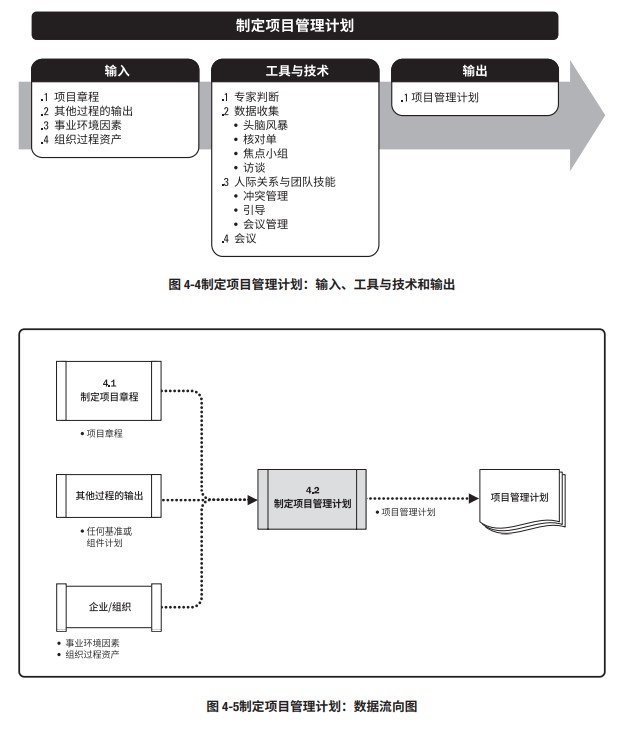 制定项目管理计划
输入
.1 项目章程
.2 其他过程的输出
.3 事业环境因素
.4 组织过程资产
工具与技术
.1 专家判断
.2 数据收集
• 头脑风暴
• 核对单
• 焦点小组
• 访谈
.3 人际关系与团队技能
• 冲突管理
• 引导
• 会议管理
.4 会议
输出
.1 项目管理计划
图 4-4制定项目管理计划：输入、工具与技术和输出
4.1
制定项目章程
• 项目章程
其他过程的输出
• 任何基准或
组件计划
企业/组织
• 事业环境因素
• 组织过程资产
4.2
制定项目管理计划
• 项目管理计划
项目管理计划
图 4-5制定项目管理计划：数据流向图